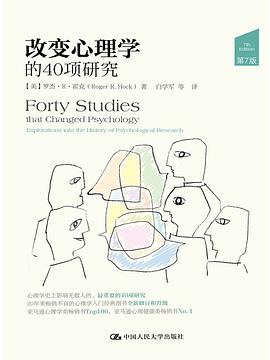 改变心理学
的40项研究
7th
Edition
第7版
【美】罗杰·R·霍克（Roger R. Hock）著 白学军 等 译
Forty Studies
that Changed Psychology
Explorations into the History of Psychological Research
心理学史上影响无数人的、最重要的40项研究
20年来畅销不衰的心理学入门经典图书全新修订和升级
亚马逊心理学类畅销书Top100，亚马逊心理健康类畅销书No.1
中国人民大学出版社